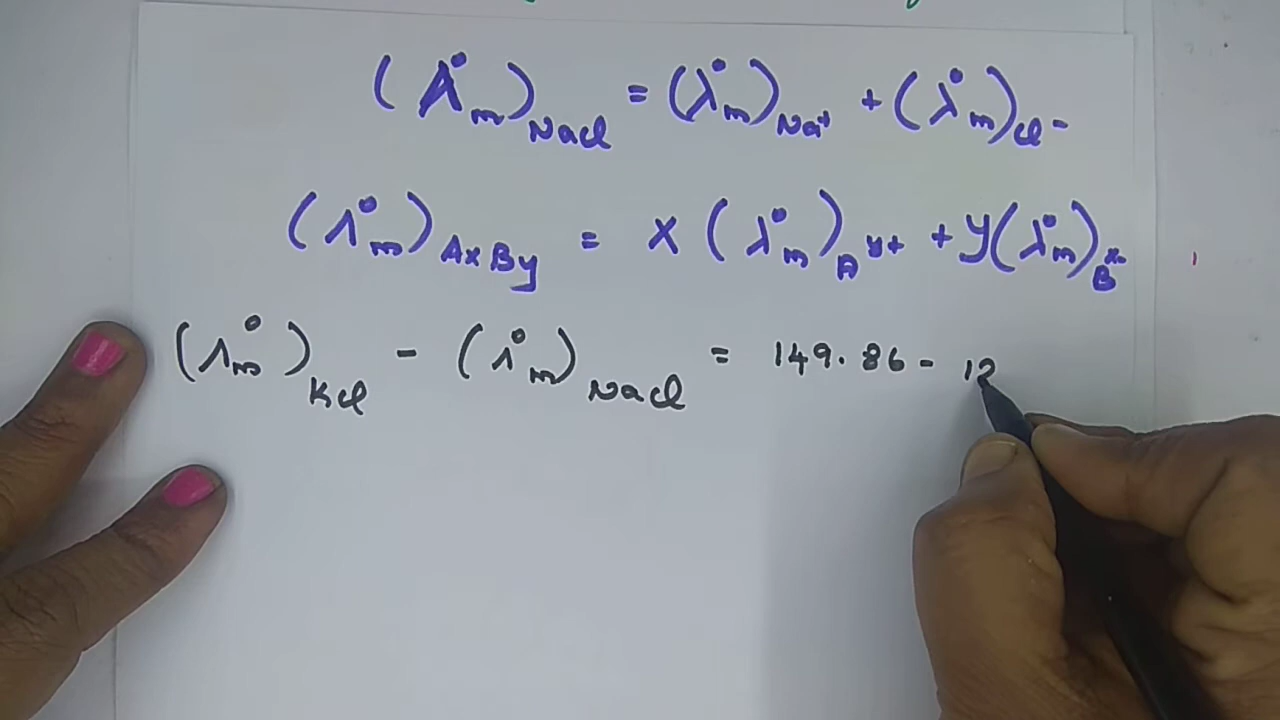 (Λ°m)NaCl = (λ°m)Na+ + (λ°m)Cl-
(Λ°m)AxBy = x (λ°m)Ay+ + y(λ°m)Bx-
(Λ°m)KCl - (Λ°m)NaCl = 149.86 - 12